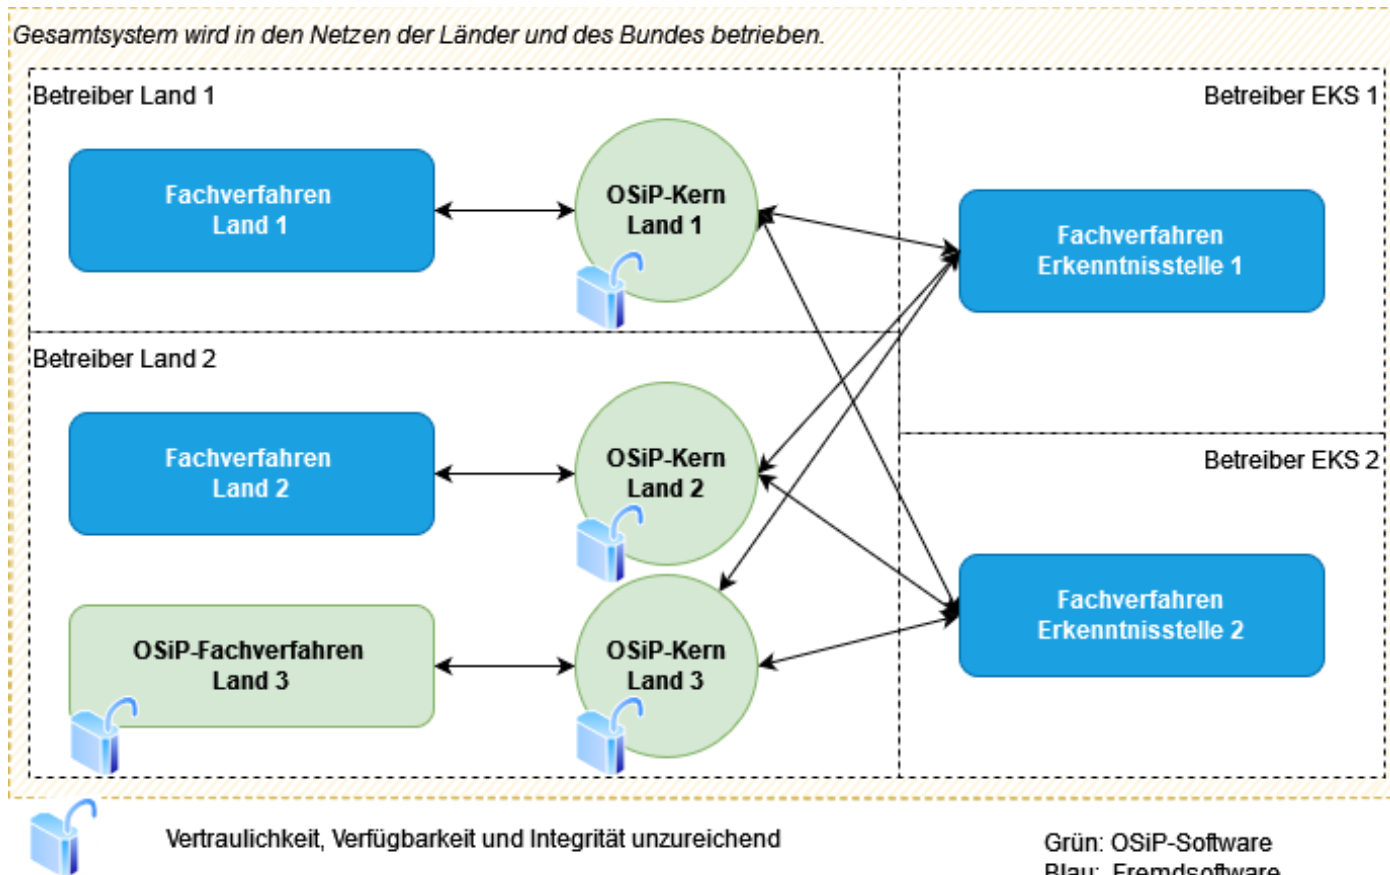 Gesamtsystem wird in den Netzen der Länder und des Bundes betrieben.
Betreiber Land 1
Betreiber EKS 1
Fachverfahren
Land 1
OSiP-Kern
Land 1
Fachverfahren
Erkenntnisstelle 1
Betreiber Land 2
Fachverfahren
Land 2
OSiP-Kern
Land 2
Betreiber EKS 2
Fachverfahren
Erkenntnisstelle 2
OSiP-Fachverfahren
Land 3
OSiP-Kern
Land 3
Vertraulichkeit, Verfügbarkeit und Integrität unzureichend
Grün: OSiP-Software
Blau: Fremdsoftware